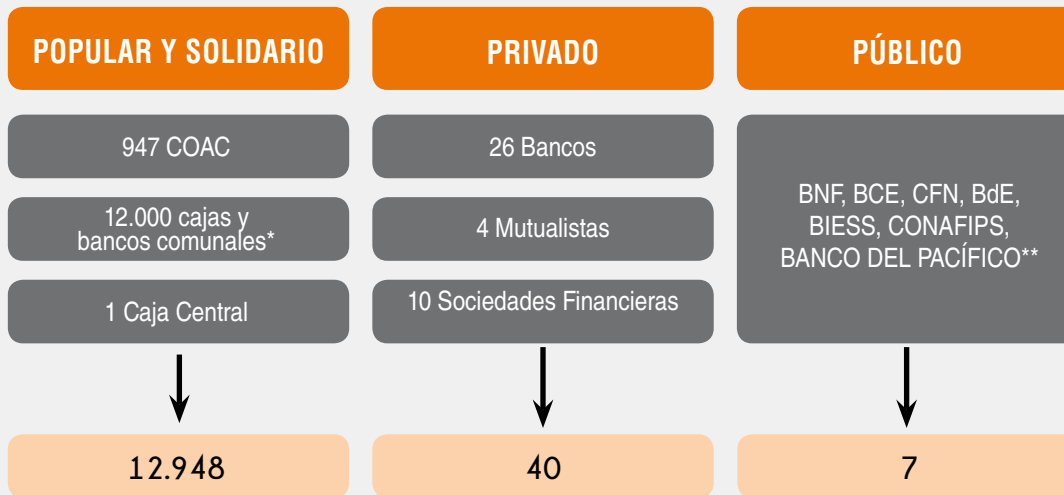 POPULAR Y SOLIDARIO
947 COAC
12.000 cajas y
bancos comunales*
1 Caja Central
12.948
PRIVADO
26 Bancos
4 Mutualistas
10 Sociedades Financieras
40
PÚBLICO
BNF, BCE, CFN, BdE,
BIESS, CONAFIPS,
BANCO DEL PACÍFICO**
7